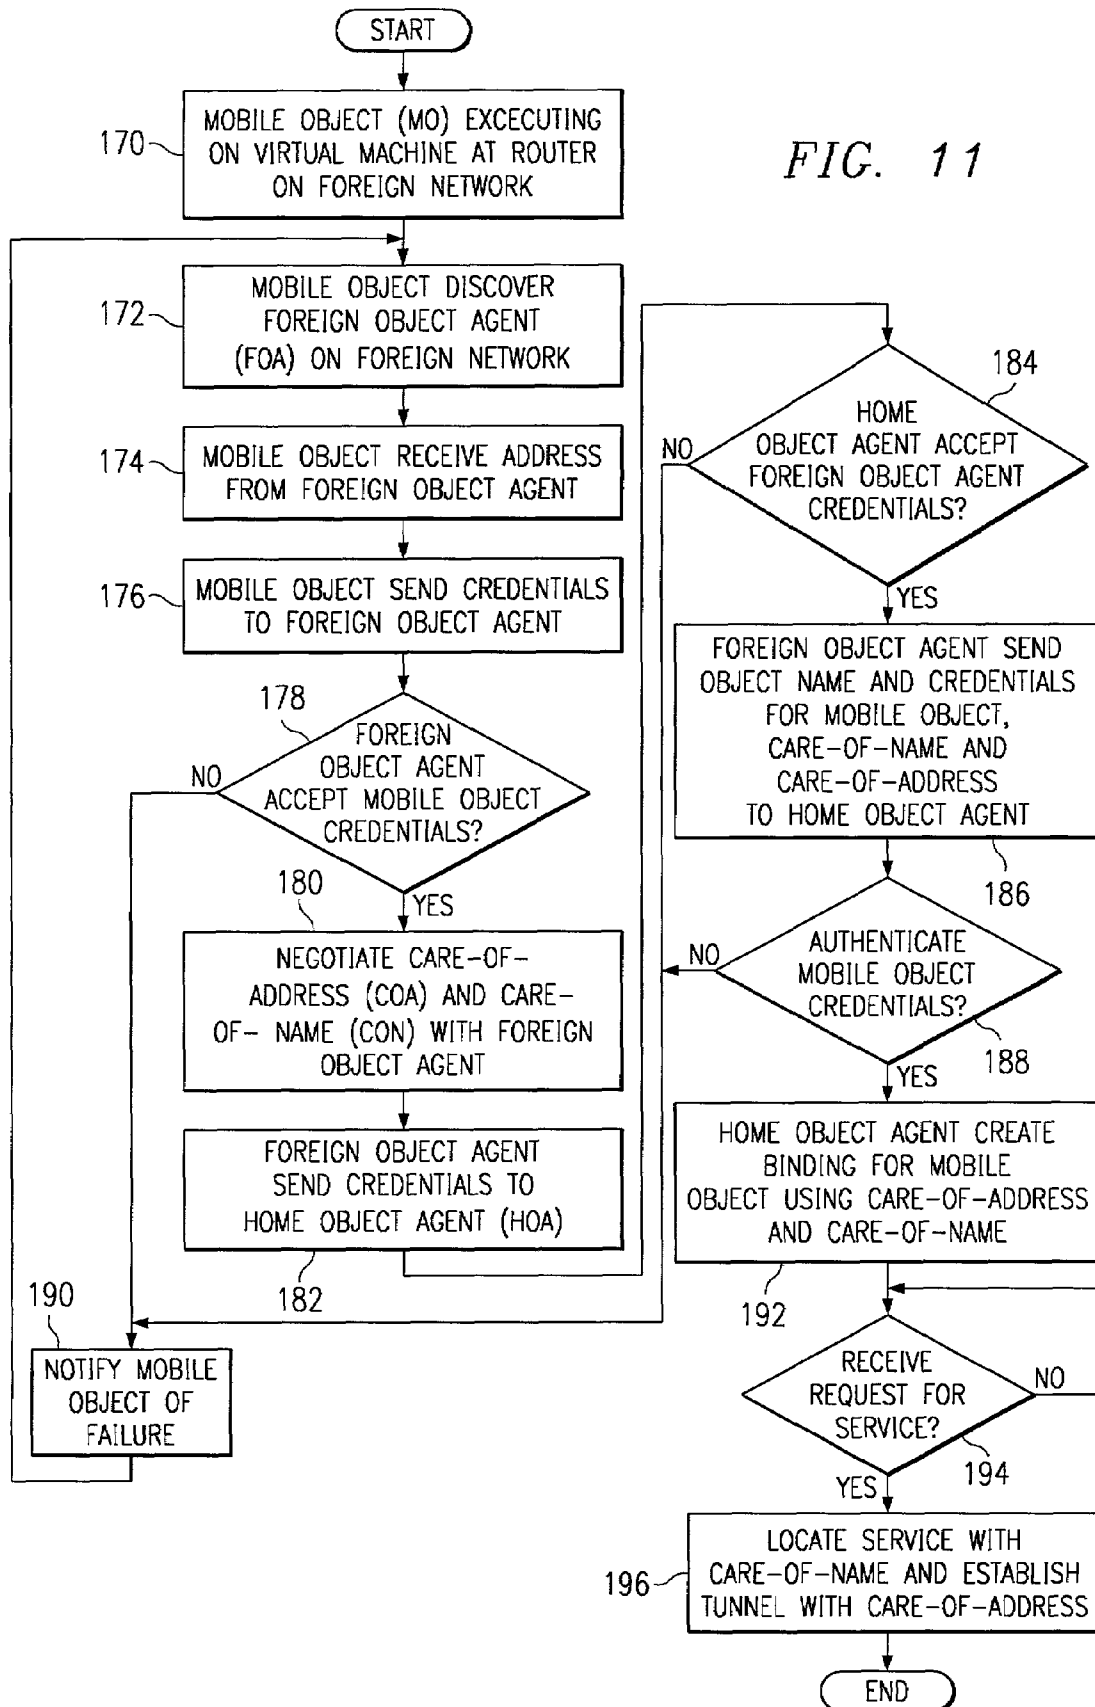 START
FIG. 11
170
MOBILE OBJECT (MO) EXCECUTING
ON VIRTUAL MACHINE AT ROUTER
ON FOREIGN NETWORK
172
MOBILE OBJECT DISCOVER
FOREIGN OBJECT AGENT
(FOA) ON FOREIGN NETWORK
174
MOBILE OBJECT RECEIVE ADDRESS
FROM FOREIGN OBJECT AGENT
176
MOBILE OBJECT SEND CREDENTIALS
TO FOREIGN OBJECT AGENT
178
FOREIGN
OBJECT AGENT
ACCEPT MOBILE OBJECT
CREDENTIALS?
NO
YES
180
NEGOTIATE CARE-OF-
ADDRESS (COA) AND CARE-
OF- NAME (CON) WITH FOREIGN
OBJECT AGENT
FOREIGN OBJECT AGENT
SEND CREDENTIALS TO
HOME OBJECT AGENT (HOA)
182
190
NOTIFY MOBILE
OBJECT OF
FAILURE
184
HOME
OBJECT AGENT ACCEPT
FOREIGN OBJECT AGENT
CREDENTIALS?
NO
YES
FOREIGN OBJECT AGENT SEND
OBJECT NAME AND CREDENTIALS
FOR MOBILE OBJECT,
CARE-OF-NAME AND
CARE-OF-ADDRESS
TO HOME OBJECT AGENT
186
AUTHENTICATE
MOBILE OBJECT
CREDENTIALS?
NO
188
YES
HOME OBJECT AGENT CREATE
BINDING FOR MOBILE
OBJECT USING CARE-OF-ADDRESS
AND CARE-OF-NAME
192
RECEIVE
REQUEST FOR
SERVICE?
NO
194
YES
196
LOCATE SERVICE WITH
CARE-OF-NAME AND ESTABLISH
TUNNEL WITH CARE-OF-ADDRESS
END